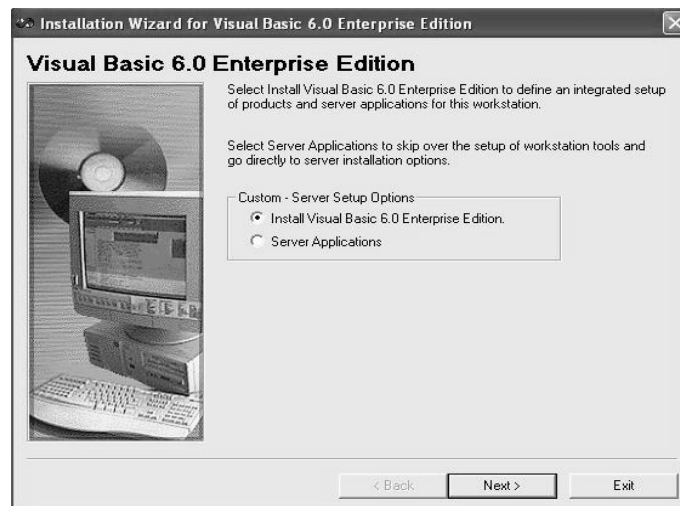 Installation Wizard for Visual Basic 6.0 Enterprise Edition
Visual Basic 6.0 Enterprise Edition
Select Install Visual Basic 6.0 Enterprise Edition to define an integrated setup
of products and server applications for this workstation.
Select Server Applications to skip over the setup of workstation tools and
go directly to server installation options.
Custom - Server Setup Options
Install Visual Basic 6.0 Enterprise Edition.
Server Applications
< Back
Next >
Exit